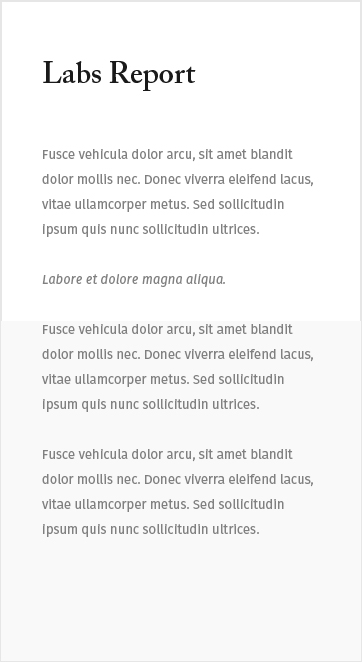 Labs Report
Fusce vehicula dolor arcu, sit amet blandit
dolor mollis nec. Donec viverra eleifend lacus,
vitae ullamcorper metus. Sed sollicitudin
ipsum quis nunc sollicitudin ultrices.
Labore et dolore magna aliqua.
Fusce vehicula dolor arcu, sit amet blandit
dolor mollis nec. Donec viverra eleifend lacus,
vitae ullamcorper metus. Sed sollicitudin
ipsum quis nunc sollicitudin ultrices.
Fusce vehicula dolor arcu, sit amet blandit
dolor mollis nec. Donec viverra eleifend lacus,
vitae ullamcorper metus. Sed sollicitudin
ipsum quis nunc sollicitudin ultrices.